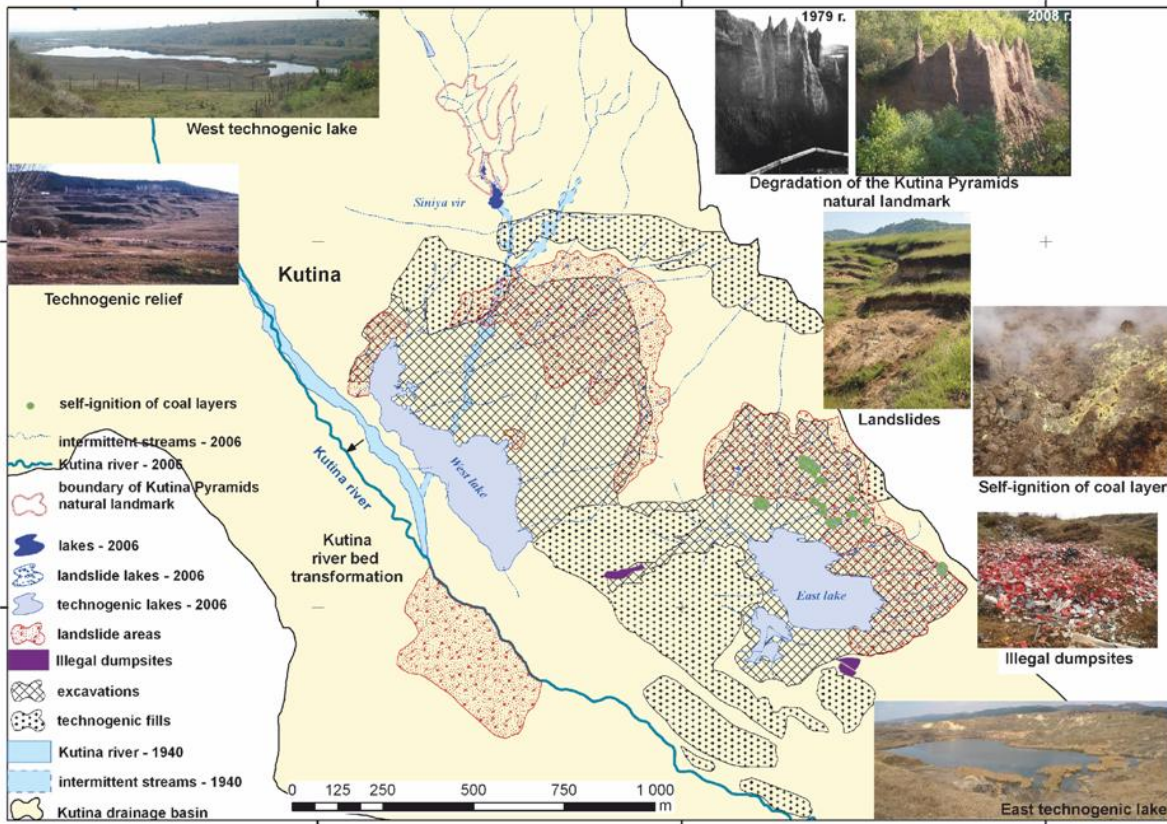 1979 г.
2008 г.
West technogenic lake
Degradation of the Kutina Pyramids
natural landmark
Siniya vir
Kutina
Technogenic relief
Landslides
Self-ignition of coal layer
Illegal dumpsites
East technogenic lake
West lake
East lake
Kutina river
Kutina
river bed
transformation
self-ignition of coal layers
intermittent streams - 2006
Kutina river - 2006
boundary of Kutina Pyramids
natural landmark
lakes - 2006
landslide lakes - 2006
technogenic lakes - 2006
landslide areas
Illegal dumpsites
excavations
technogenic fills
Kutina river - 1940
intermittent streams - 1940
Kutina drainage basin
0 125 250 500 750 1 000
m